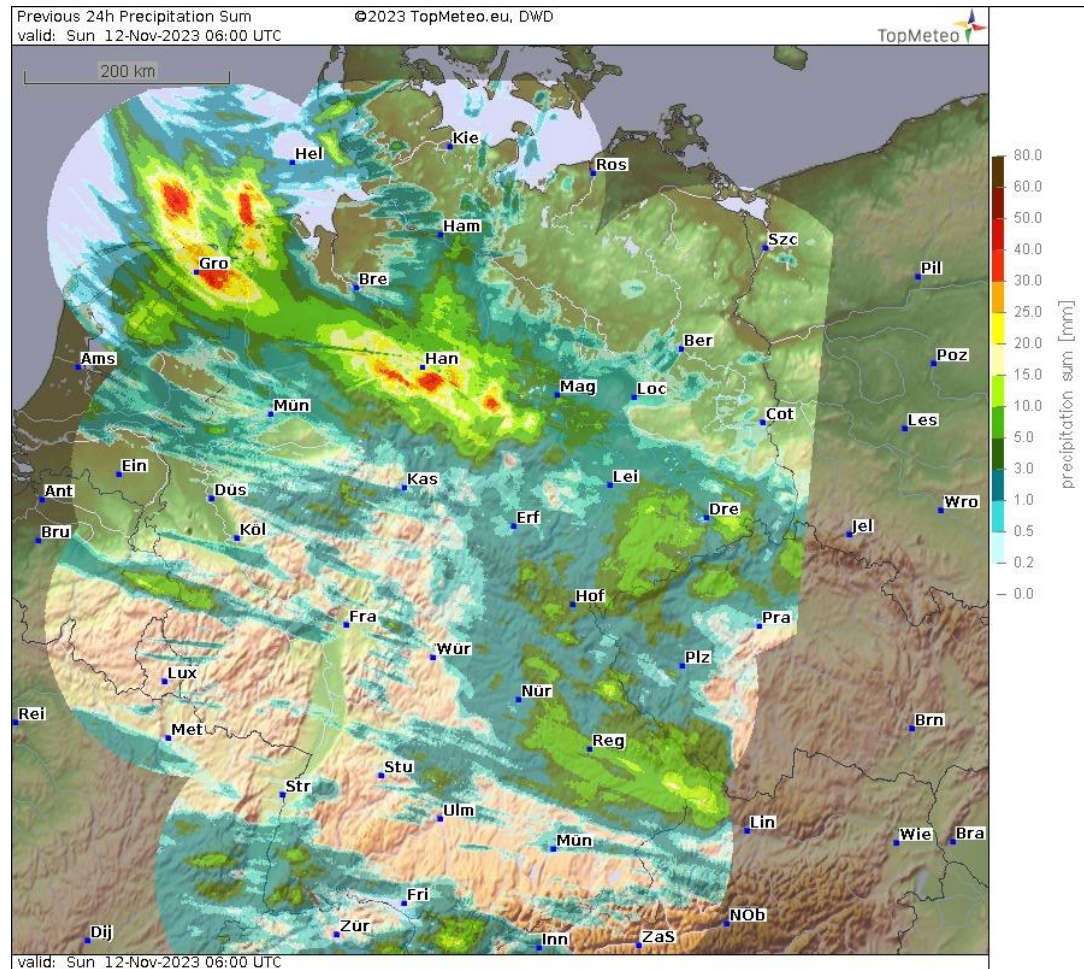 Previous 24h Precipitation Sum ©2023 TopMeteo.eu, DWD
valid: Sun 12-Nov-2023 06:00 UTC
TopMeteo
200 km
Kie
Hel
Ros
Ham
Szc
Gro
Pil
Bre
Ber
Ams
Han
Poz
Mag
Loc
Mün
Cot
Les
Ein
Kas
Lei
Ant
Düs
Wro
Erf
Dre
Bru
Köl
Jel
Hof
Fra
Pra
Wür
Plz
Lux
Nür
Rei
Met
Reg
Brn
Stu
Str
Ulm
Lin
Mün
Wie
Bra
Fri
Zür
NÖb
Dij
Inn
ZaS
80.0
60.0
50.0
40.0
30.0
25.0
20.0
15.0
10.0
5.0
3.0
1.0
0.5
0.2
0.0
precipitation sum [mm]
valid: Sun 12-Nov-2023 06:00 UTC